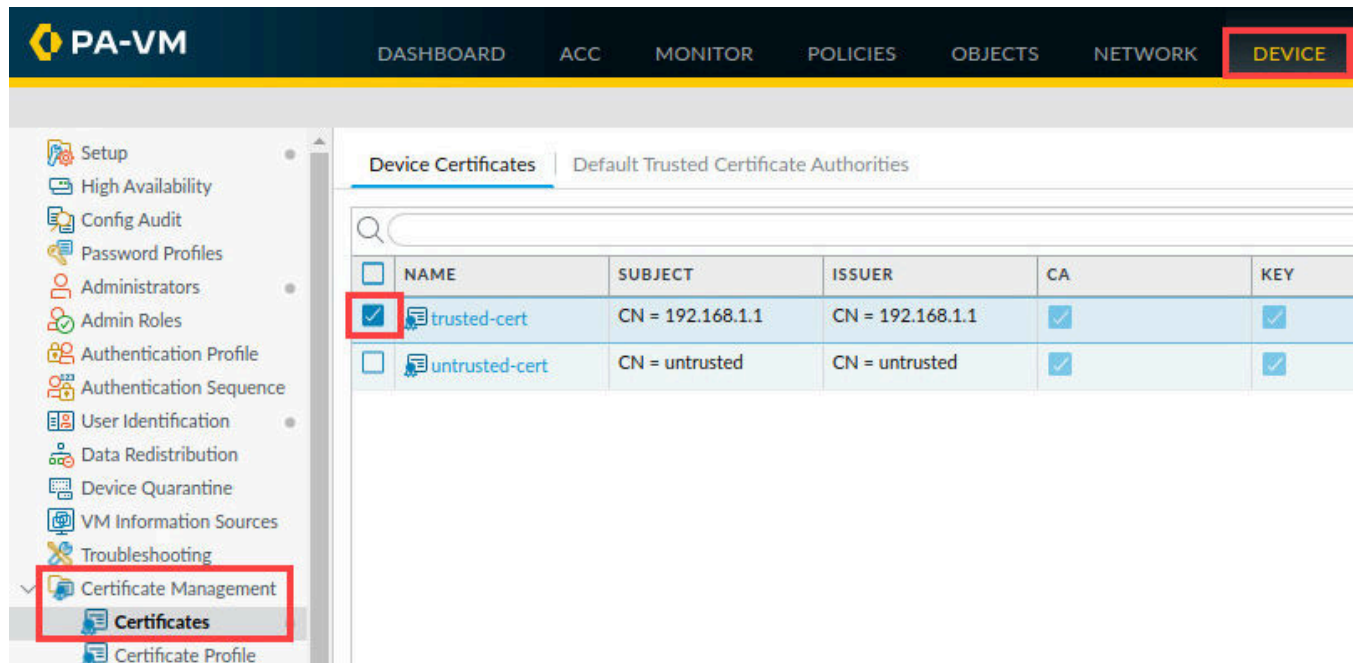 PA-VM
DASHBOARD ACC MONITOR POLICIES OBJECTS NETWORK DEVICE
Setup
High Availability
Config Audit
Password Profiles
Administrators
Admin Roles
Authentication Profile
Authentication Sequence
User Identification
Data Redistribution
Device Quarantine
VM Information Sources
Troubleshooting
Certificate Management
Certificates
Certificate Profile
Device Certificates Default Trusted Certificate Authorities
NAME SUBJECT ISSUER CA KEY
trusted-cert CN = 192.168.1.1 CN = 192.168.1.1
untrusted-cert CN = untrusted CN = untrusted